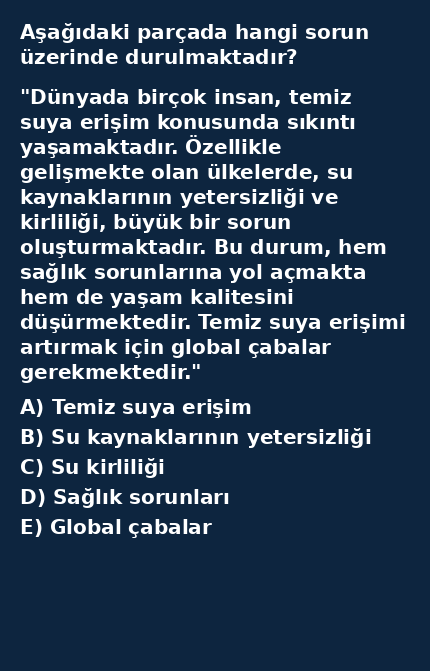 Aşağıdaki parçada hangi sorun
üzerinde durulmaktadır?
"Dünyada birçok insan, temiz
suya erişim konusunda sıkıntı
yaşamaktadır. Özellikle
gelişmekte olan ülkelerde, su
kaynaklarının yetersizliği ve
kirliliği, büyük bir sorun
oluşturmaktadır. Bu durum, hem
sağlık sorunlarına yol açmakta
hem de yaşam kalitesini
düşürmektedir. Temiz suya erişimi
artırmak için global çabalar
gerekmektedir."
A) Temiz suya erişim
B) Su kaynaklarının yetersizliği
C) Su kirliliği
D) Sağlık sorunları
E) Global çabalar